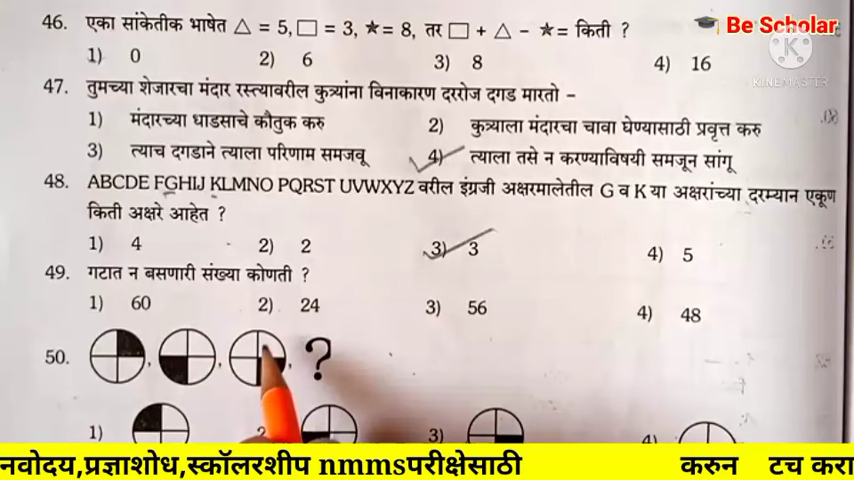 46. एका सांकेतीक भाषेत △ = 5, □ = 3, ★ = 8, तर □ + △ - ★ = किती ?
1) 0 2) 6 3) 8 4) 16
47. तुमच्या शेजारचा मंदार रस्त्यावरील कुत्र्यांना विनाकारण दररोज दगड मारतो -
1) मंदारच्या धाडसाचे कौतुक करु 2) कुत्र्याला मंदारचा चावा घेण्यासाठी प्रवृत्त करु
3) त्याच दगडाने त्याला परिणाम समजवू 4) त्याला तसे न करण्याविषयी समजून सांगू
48. ABCDE FGHIJ KLMNO PQRST UVWXYZ वरील इंग्रजी अक्षरमालेतील G व K या अक्षरांच्या दरम्यान एकूण
किती अक्षरे आहेत ?
1) 4 2) 2 3) 3 4) 5
49. गटात न बसणारी संख्या कोणती ?
1) 60 2) 24 3) 56 4) 48
50. , , , ?
1) 2 3) 4)
Be Scholar
K
KINEMASTER
नवोदय,प्रज्ञाशोध,स्कॉलरशीप nmmsपरीक्षेसाठी करुन टच करा